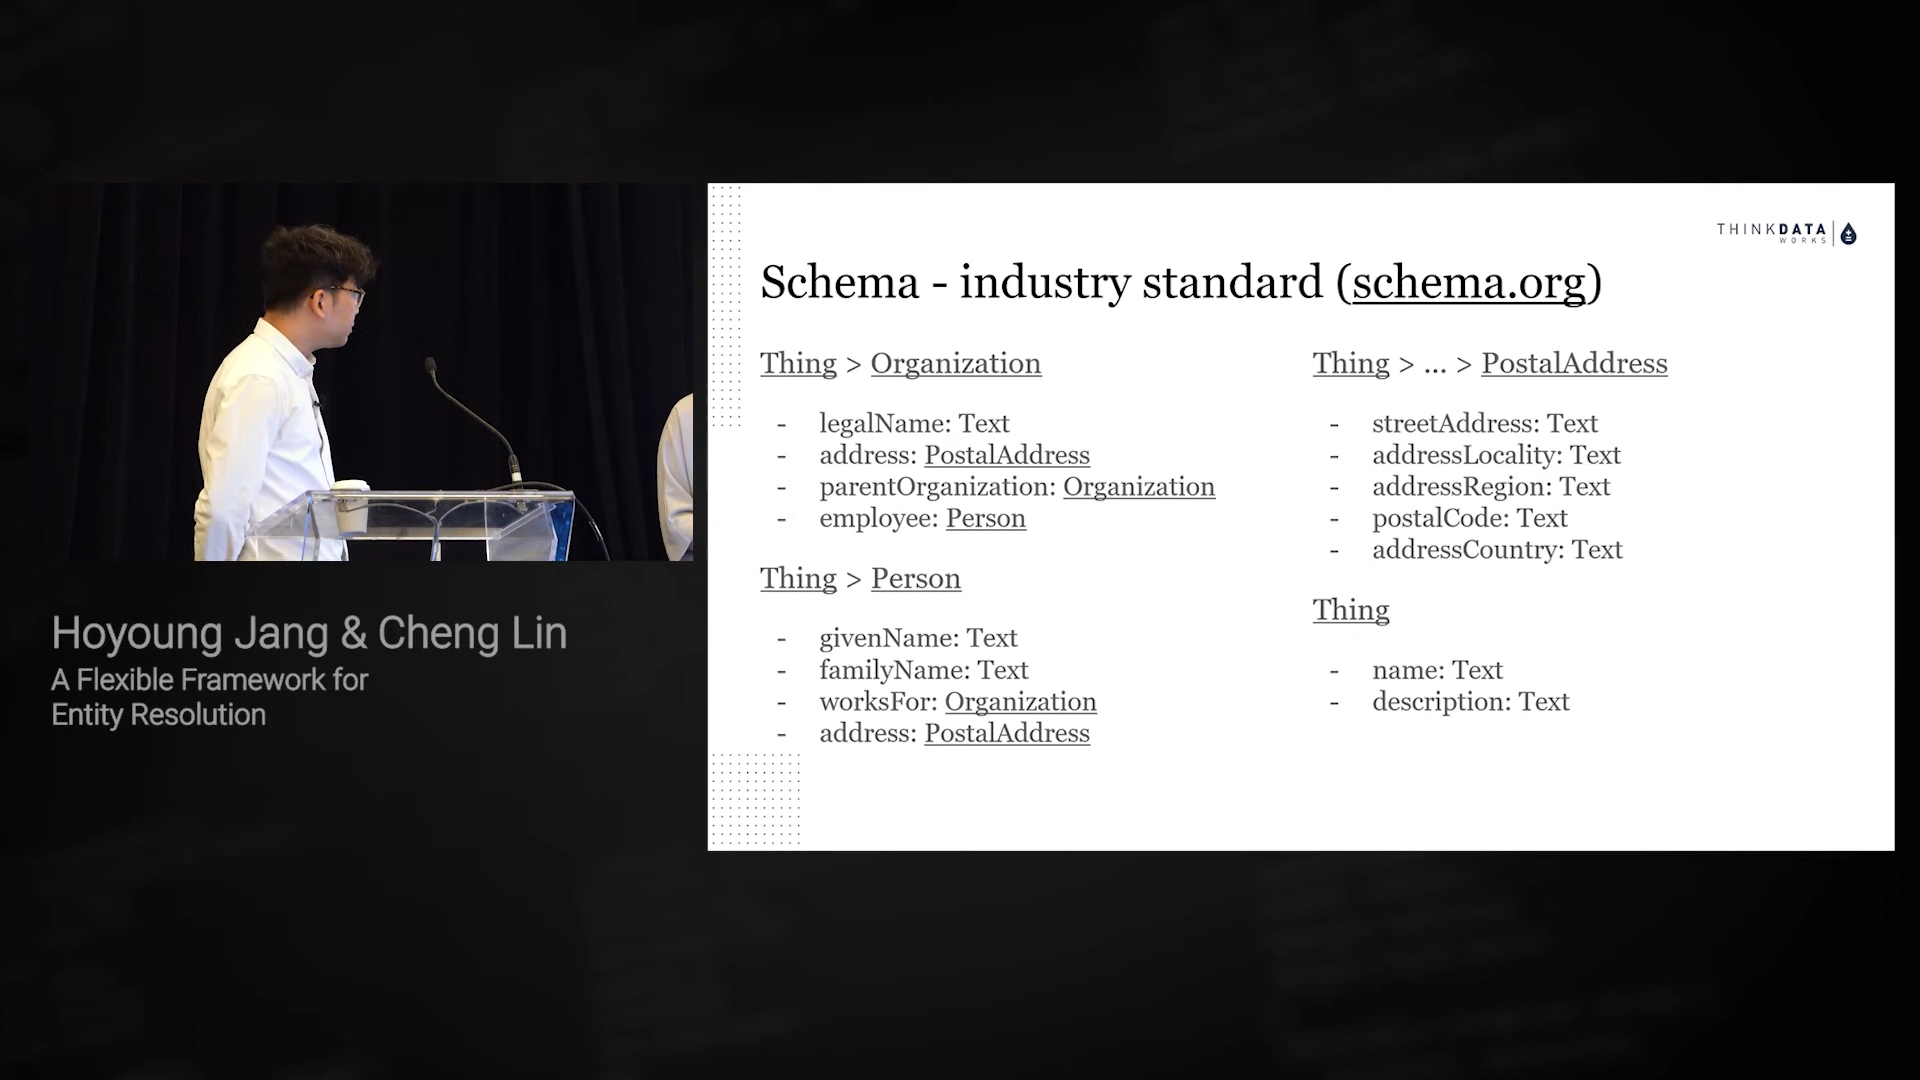 THINKDATA
WORKS
Schema - industry standard (schema.org)
Thing > Organization
- legalName: Text
- address: PostalAddress
- parentOrganization: Organization
- employee: Person
Thing > Person
- givenName: Text
- familyName: Text
- worksFor: Organization
- address: PostalAddress
Thing > ... > PostalAddress
- streetAddress: Text
- addressLocality: Text
- addressRegion: Text
- postalCode: Text
- addressCountry: Text
Thing
- name: Text
- description: Text
Hoyoung Jang & Cheng Lin
A Flexible Framework for
Entity Resolution